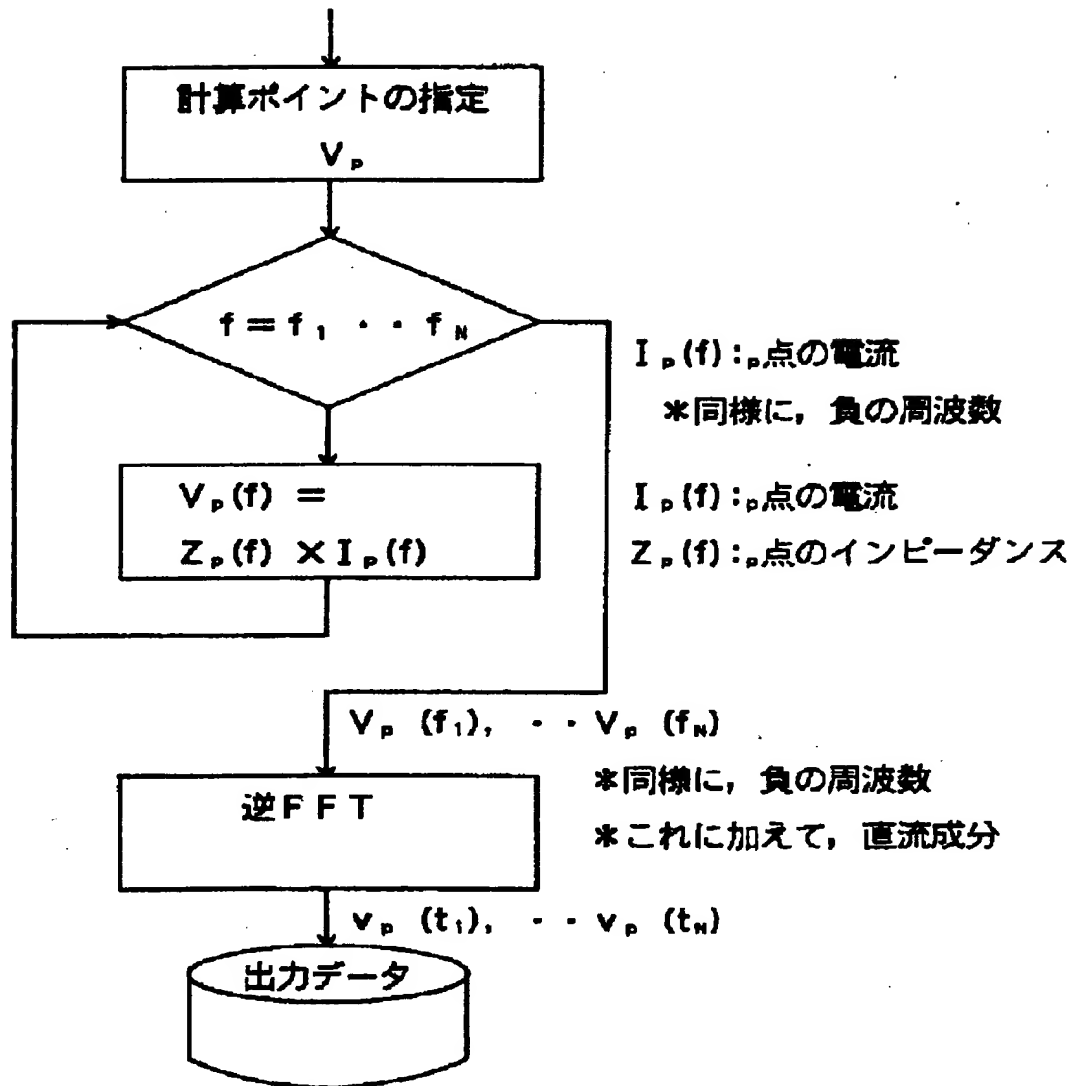 計算ポイントの指定
Vp
f＝f1 ・・fN
Ip(f):p点の電流
*同様に，負の周波数
Vp(f) ＝
Zp(f) ×Ip(f)
Ip(f):p点の電流
Zp(f):p点のインピーダンス
Vp (f1), ・・Vp (fN)
*同様に，負の周波数
*これに加えて，直流成分
逆FFT
vp (t1), ・・vp (tN)
出力データ